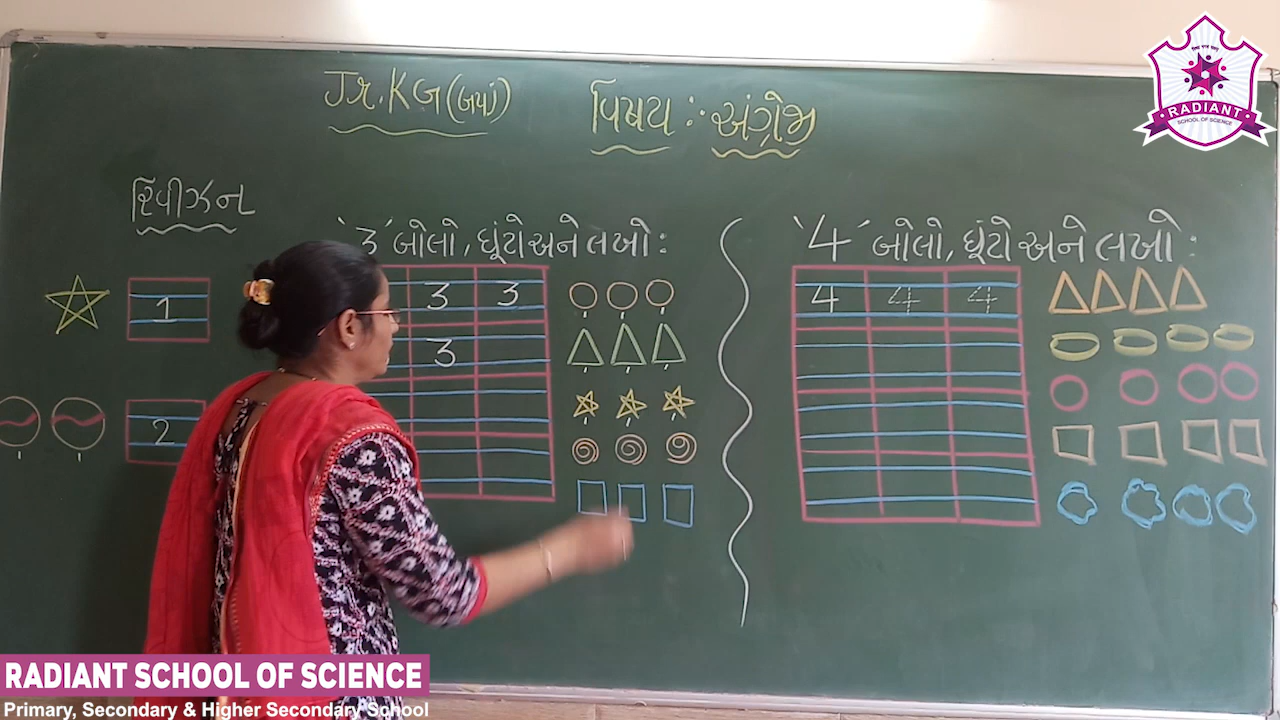 Jr. KG (બયાં)
વિષય : અંગ્રેજી
રિવીઝન
1
2
'3' બોલો, ઘૂંટો અને લખો :
3 3
3
'4' બોલો, ઘૂંટો અને લખો :
4 4 4
RADIANT
SCHOOL OF SCIENCE
RADIANT SCHOOL OF SCIENCE
Primary, Secondary & Higher Secondary School